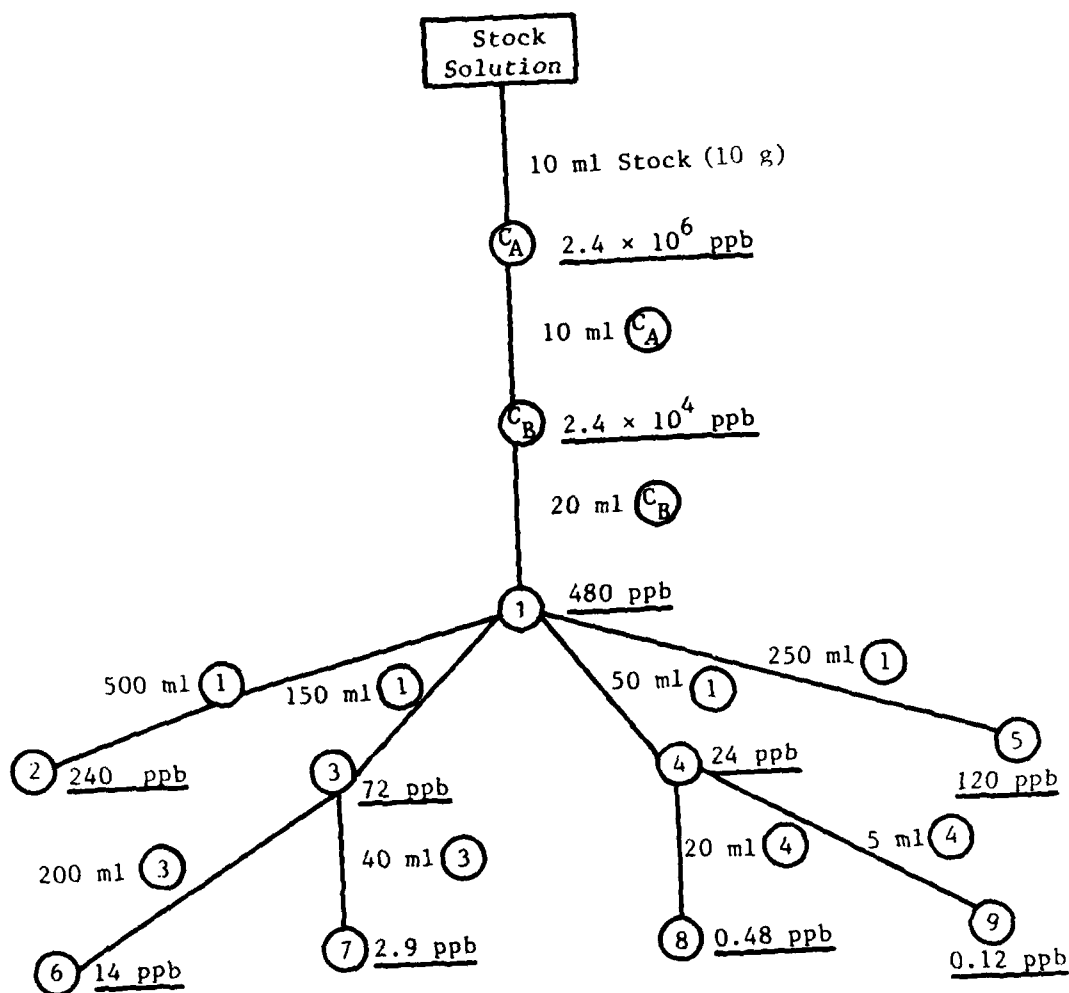 Stock
Solution
10 ml Stock (10 g)
C_A 2.4 × 10^6 ppb
10 ml C_A
C_B 2.4 × 10^4 ppb
20 ml C_B
1 480 ppb
500 ml 1
150 ml 1
50 ml 1
250 ml 1
2 240 ppb
3 72 ppb
4 24 ppb
5
120 ppb
200 ml 3
40 ml 3
20 ml 4
5 ml 4
6 14 ppb
7 2.9 ppb
8 0.48 ppb
9
0.12 ppb